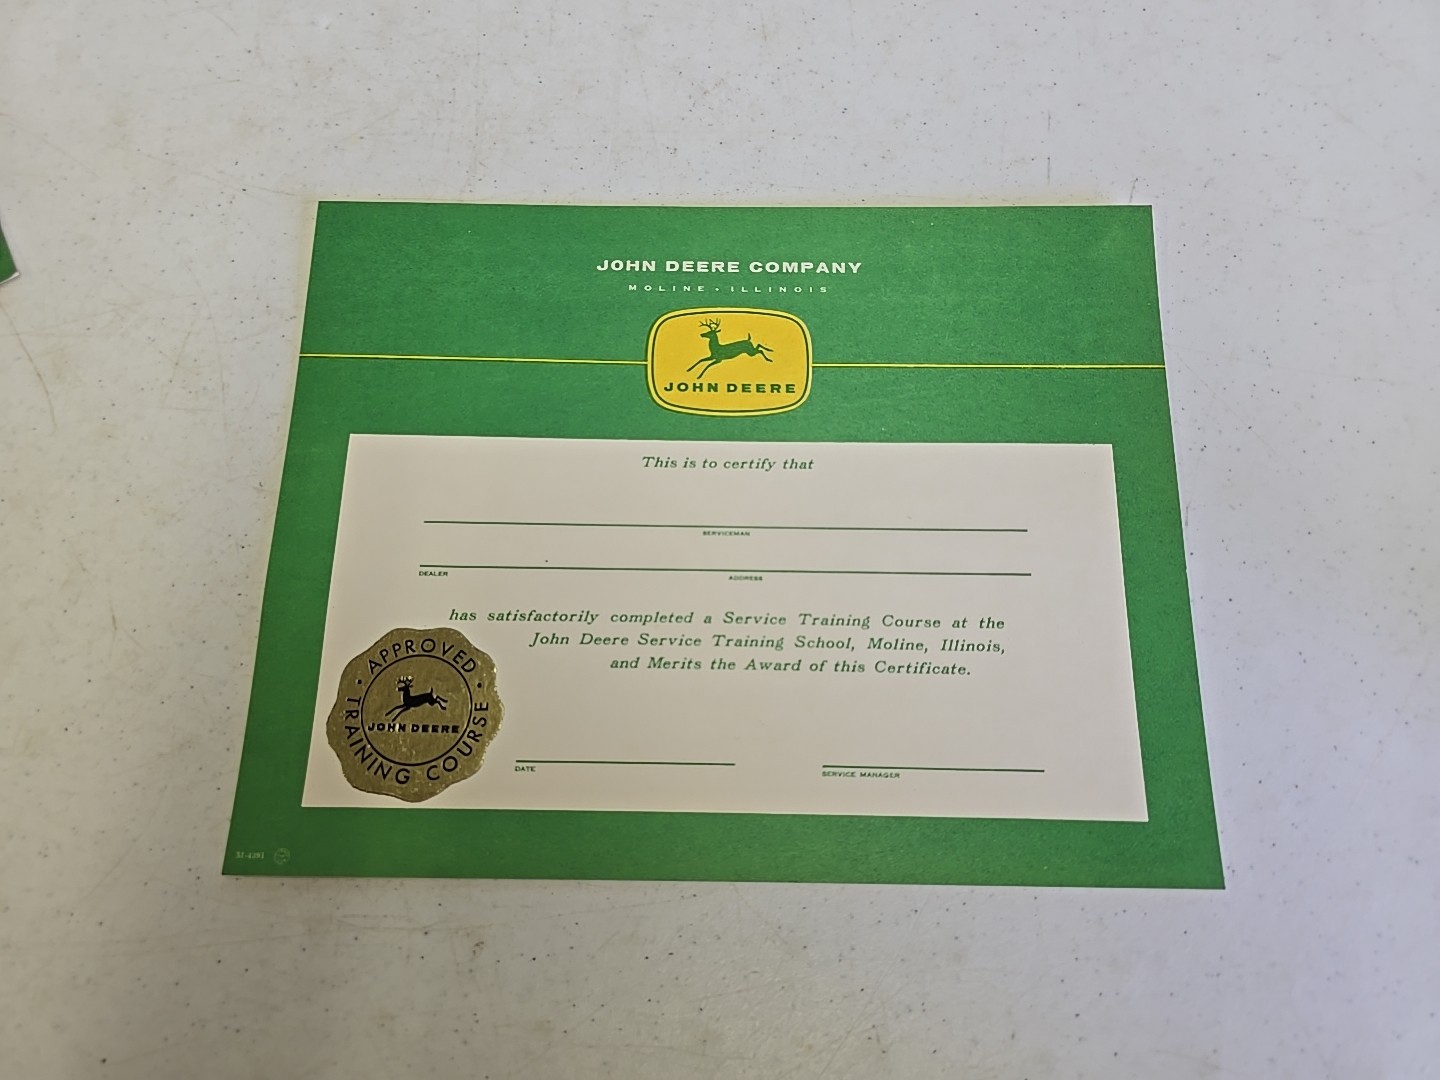 JOHN DEERE COMPANY
MOLINE · ILLINOIS
JOHN DEERE
This is to certify that
SERVICEMAN
DEALER ADDRESS
has satisfactorily completed a Service Training Course at the
John Deere Service Training School, Moline, Illinois,
and Merits the Award of this Certificate.
· APPROVED ·
JOHN DEERE
TRAINING COURSE
DATE SERVICE MANAGER